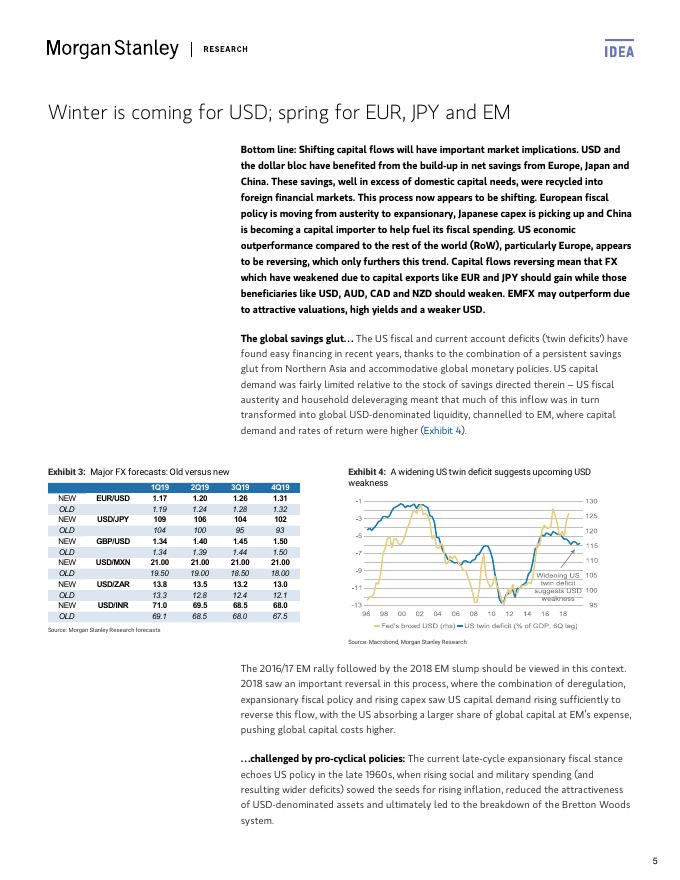 Morgan Stanley | RESEARCH
IDEA
Winter is coming for USD; spring for EUR, JPY and EM
Bottom line: Shifting capital flows will have important market implications. USD and
the dollar bloc have benefited from the build-up in net savings from Europe, Japan and
China. These savings, well in excess of domestic capital needs, were recycled into
foreign financial markets. This process now appears to be shifting. European fiscal
policy is moving from austerity to expansionary, Japanese capex is picking up and China
is becoming a capital importer to help fuel its fiscal spending. US economic
outperformance compared to the rest of the world (RoW), particularly Europe, appears
to be reversing, which only furthers this trend. Capital flows reversing mean that FX
which have weakened due to capital exports like EUR and JPY should gain while those
beneficiaries like USD, AUD, CAD and NZD should weaken. EMFX may outperform due
to attractive valuations, high yields and a weaker USD.
The global savings glut… The US fiscal and current account deficits ('twin deficits') have
found easy financing in recent years, thanks to the combination of a persistent savings
glut from Northern Asia and accommodative global monetary policies. US capital
demand was fairly limited relative to the stock of savings directed therein – US fiscal
austerity and household deleveraging meant that much of this inflow was in turn
transformed into global USD-denominated liquidity, channelled to EM, where capital
demand and rates of return were higher (Exhibit 4).
Exhibit 3: Major FX forecasts: Old versus new
1Q19 2Q19 3Q19 4Q19
NEW EUR/USD 1.17 1.20 1.26 1.31
OLD 1.19 1.24 1.28 1.32
NEW USD/JPY 109 106 104 102
OLD 104 100 95 93
NEW GBP/USD 1.34 1.40 1.45 1.50
OLD 1.34 1.39 1.44 1.50
NEW USD/MXN 21.00 21.00 21.00 21.00
OLD 19.50 19.00 18.50 18.00
NEW USD/ZAR 13.8 13.5 13.2 13.0
OLD 13.3 12.8 12.4 12.1
NEW USD/INR 71.0 69.5 68.5 68.0
OLD 69.1 68.5 68.0 67.5
Source: Morgan Stanley Research forecasts
Exhibit 4: A widening US twin deficit suggests upcoming USD
weakness
-1 130
-3 125
-5 120
-7 115
-9 110
-11 105
-13 100
95
Widening US
twin deficit
suggests USD
weakness
96 98 00 02 04 06 08 10 12 14 16 18
Fed's broad USD (rhs) US twin deficit (% of GDP, 6Q lag)
Source: Macrobond, Morgan Stanley Research
The 2016/17 EM rally followed by the 2018 EM slump should be viewed in this context.
2018 saw an important reversal in this process, where the combination of deregulation,
expansionary fiscal policy and rising capex saw US capital demand rising sufficiently to
reverse this flow, with the US absorbing a larger share of global capital at EM's expense,
pushing global capital costs higher.
…challenged by pro-cyclical policies: The current late-cycle expansionary fiscal stance
echoes US policy in the late 1960s, when rising social and military spending (and
resulting wider deficits) sowed the seeds for rising inflation, reduced the attractiveness
of USD-denominated assets and ultimately led to the breakdown of the Bretton Woods
system.
5